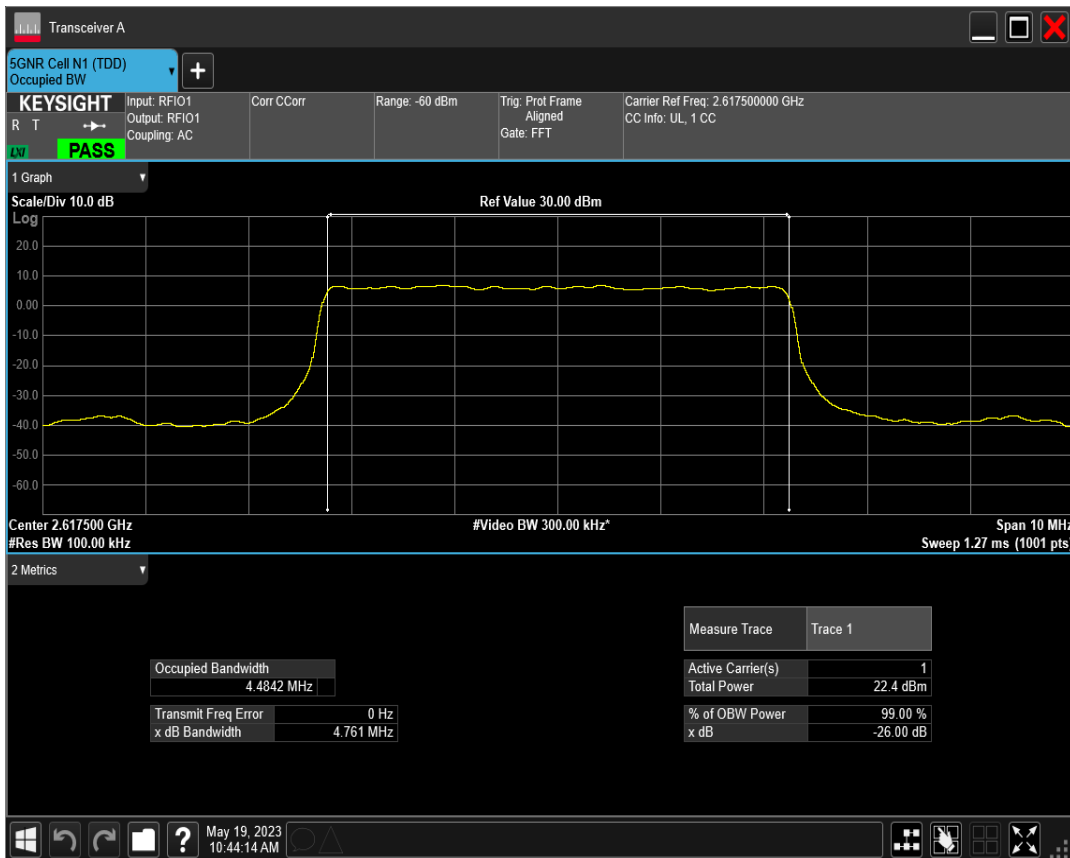 Transceiver A
5GNR Cell N1 (TDD)
Occupied BW
+
KEYSIGHT
R T
LXI
PASS
Input: RFIO1
Output: RFIO1
Coupling: AC
Corr CCorr
Range: -60 dBm
Trig: Prot Frame
Aligned
Gate: FFT
Carrier Ref Freq: 2.617500000 GHz
CC Info: UL, 1 CC
1 Graph
Scale/Div 10.0 dB
Ref Value 30.00 dBm
Log
20.0
10.0
0.00
-10.0
-20.0
-30.0
-40.0
-50.0
-60.0
Center 2.617500 GHz
#Video BW 300.00 kHz*
Span 10 MHz
#Res BW 100.00 kHz
Sweep 1.27 ms (1001 pts)
2 Metrics
Measure Trace Trace 1
Occupied Bandwidth
4.4842 MHz
Active Carrier(s) 1
Total Power 22.4 dBm
Transmit Freq Error 0 Hz
x dB Bandwidth 4.761 MHz
% of OBW Power 99.00 %
x dB -26.00 dB
?
May 19, 2023
10:44:14 AM